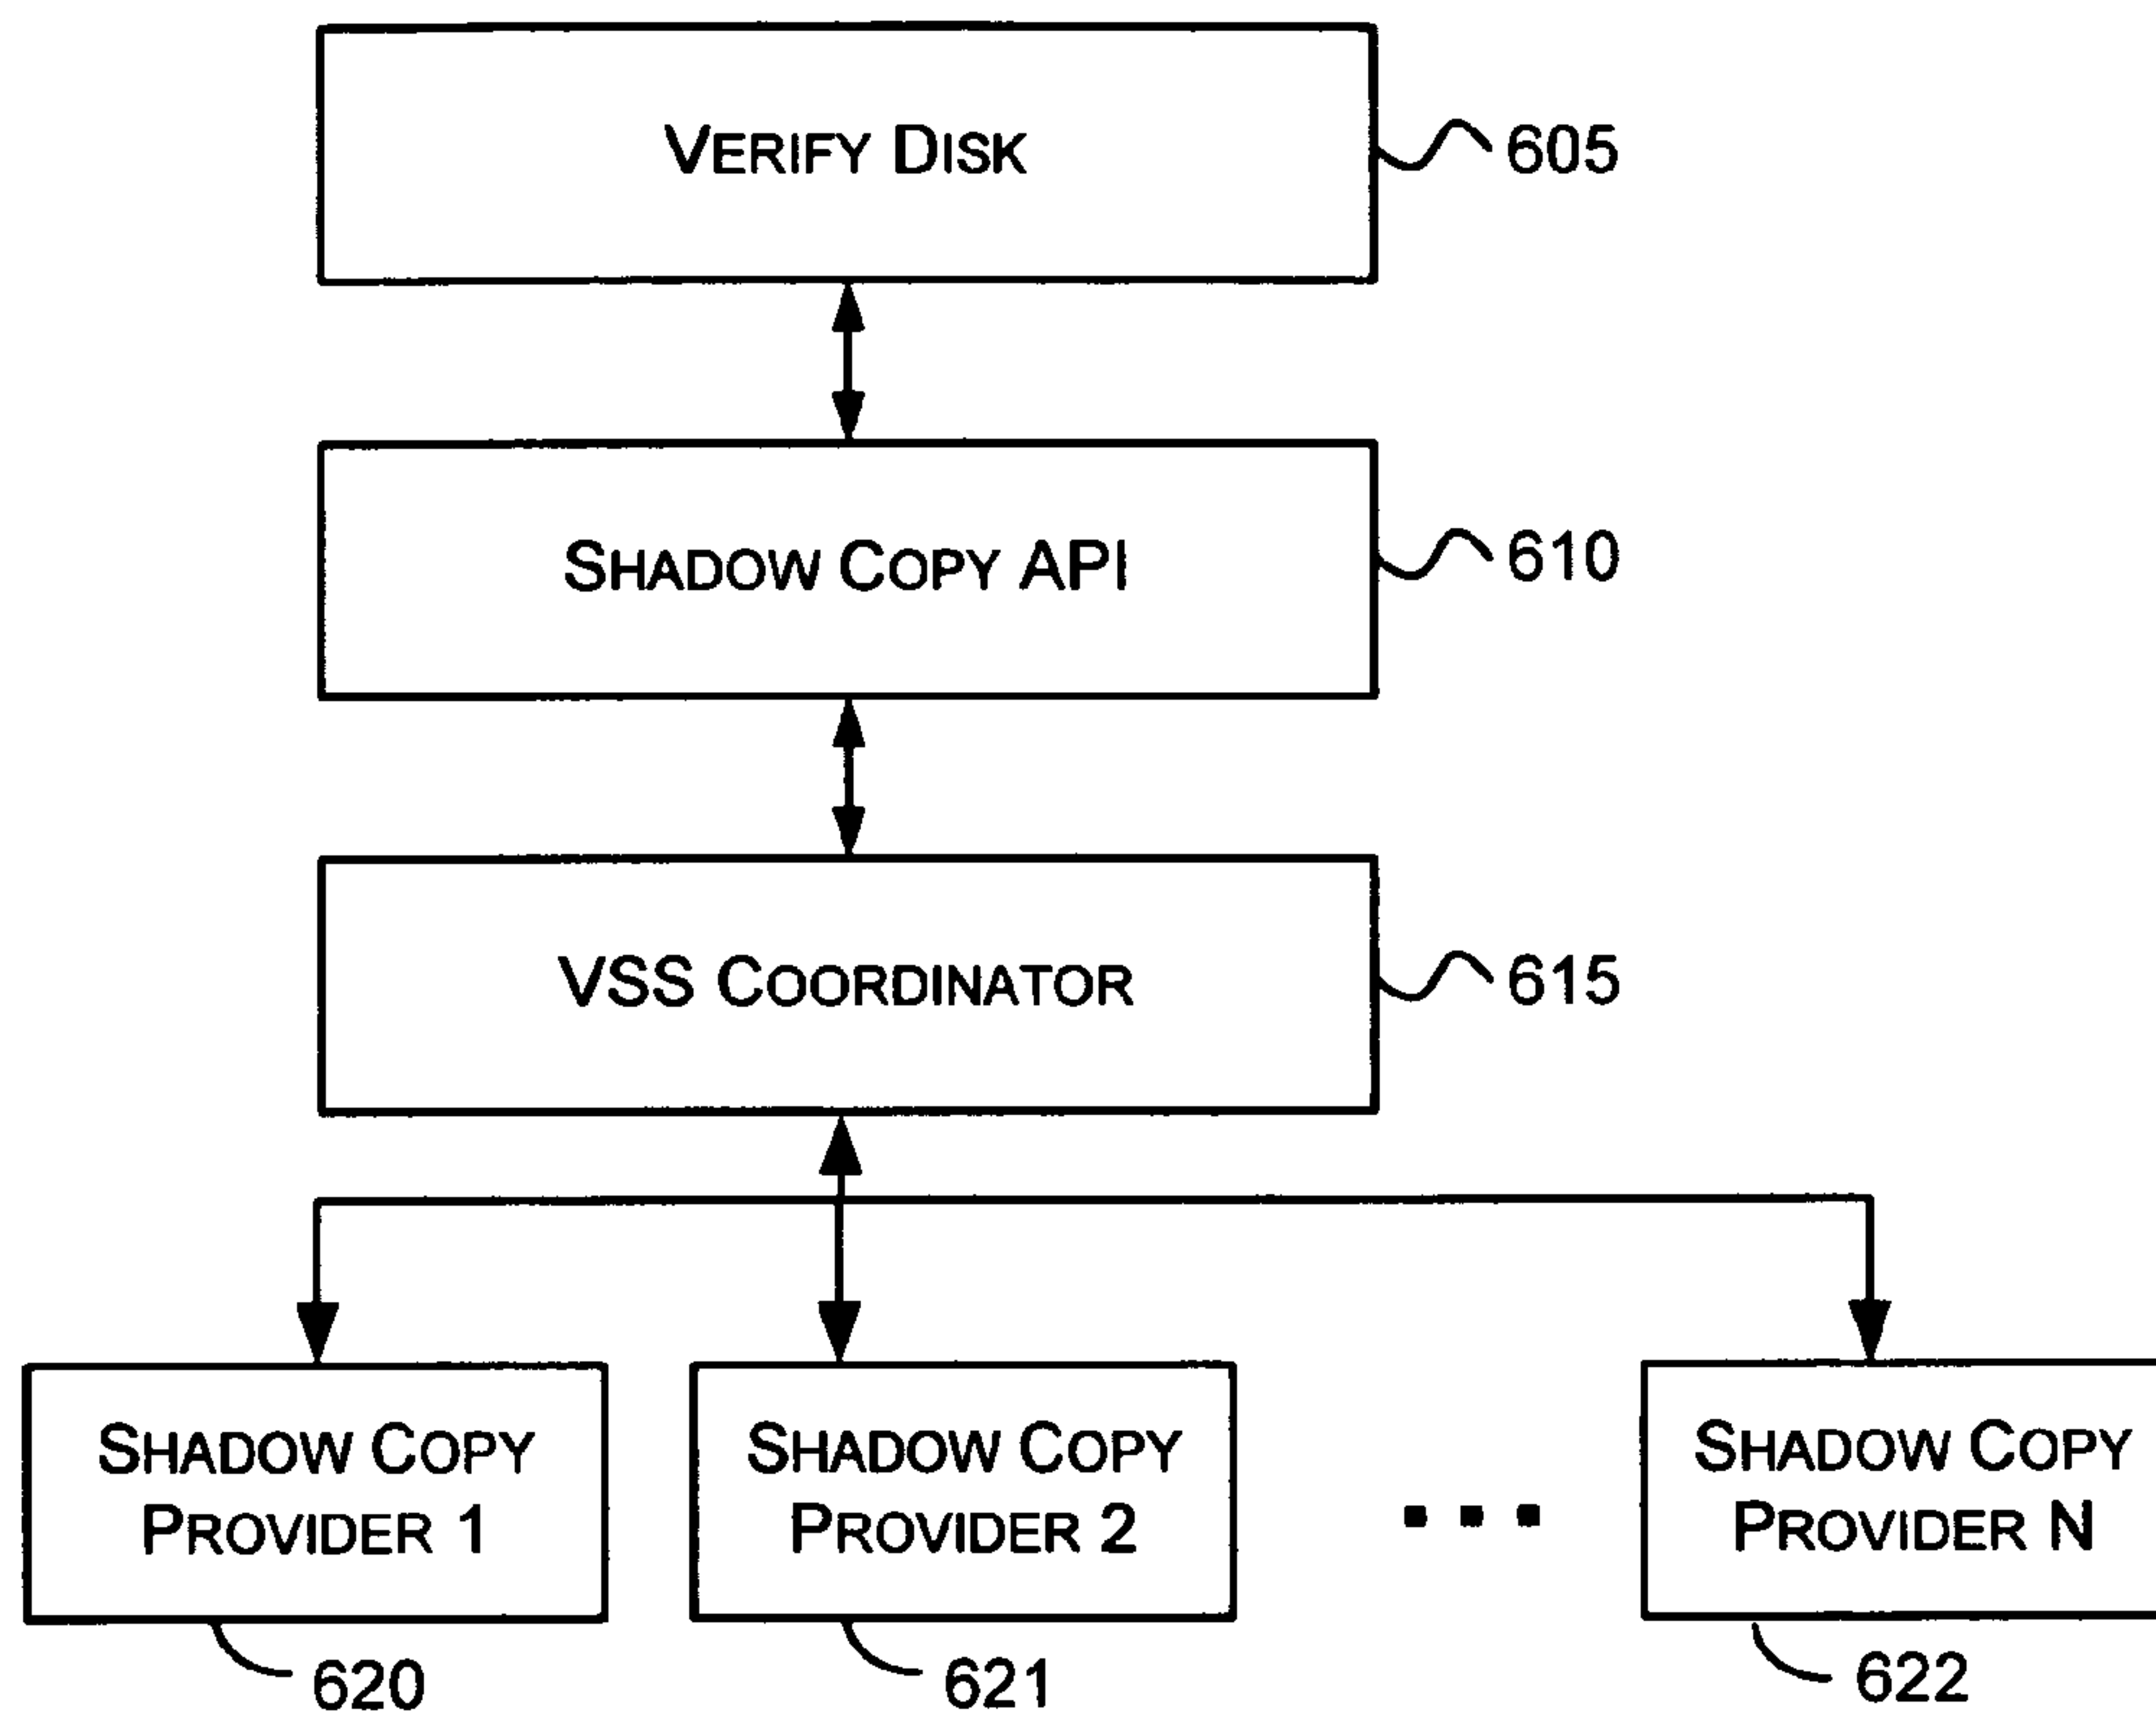 VERIFY DISK
605
SHADOW COPY API
610
VSS COORDINATOR
615
SHADOW COPY
PROVIDER 1
SHADOW COPY
PROVIDER 2
...
SHADOW COPY
PROVIDER N
620
621
622